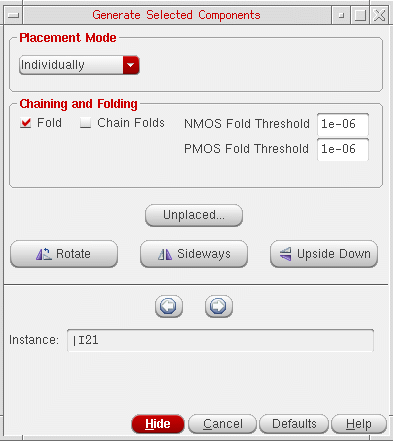 Generate Selected Components
Placement Mode
Individually
Chaining and Folding
Fold Chain Folds NMOS Fold Threshold 1e-06
PMOS Fold Threshold 1e-06
Unplaced...
Rotate Sideways Upside Down
Instance: |I21
Hide Cancel Defaults Help